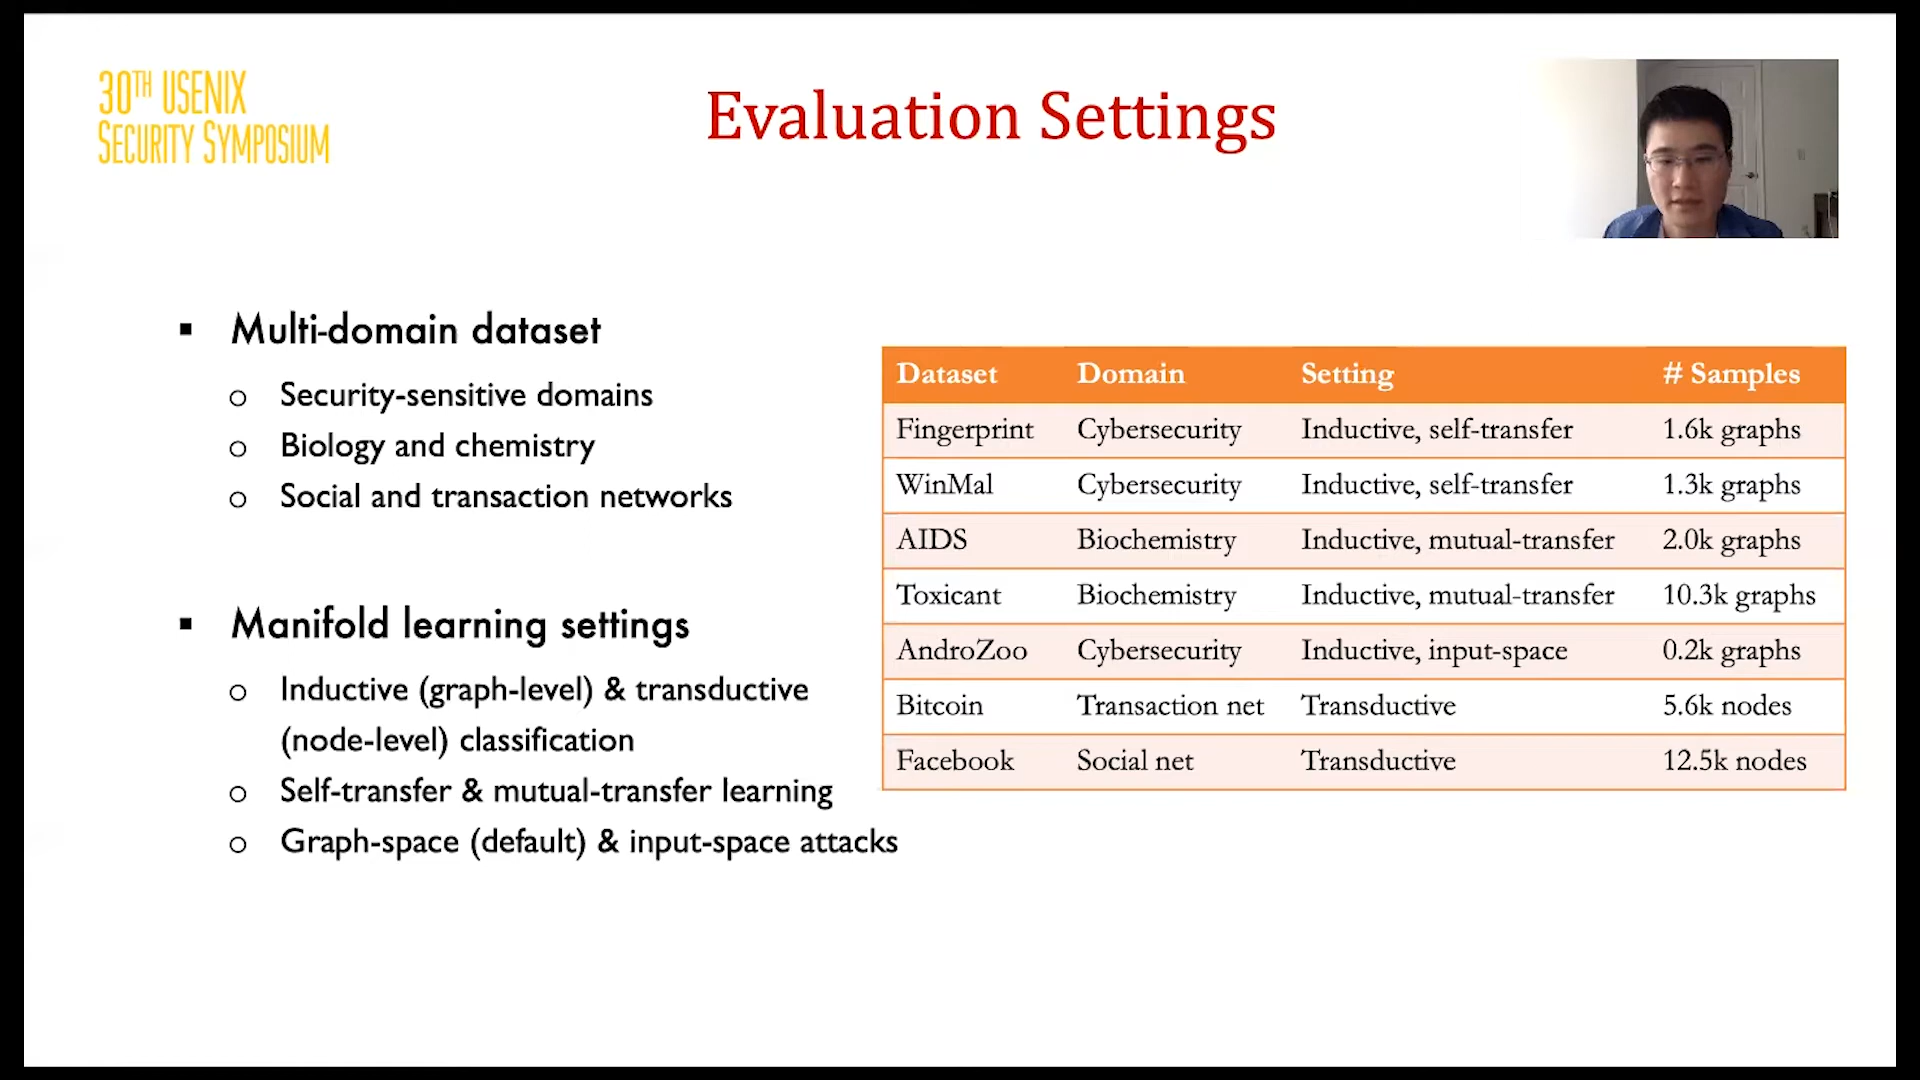 30TH USENIX
SECURITY SYMPOSIUM
Evaluation Settings
▪ Multi-domain dataset
o Security-sensitive domains
o Biology and chemistry
o Social and transaction networks
▪ Manifold learning settings
o Inductive (graph-level) & transductive
(node-level) classification
o Self-transfer & mutual-transfer learning
o Graph-space (default) & input-space attacks
Dataset Domain Setting # Samples
Fingerprint Cybersecurity Inductive, self-transfer 1.6k graphs
WinMal Cybersecurity Inductive, self-transfer 1.3k graphs
AIDS Biochemistry Inductive, mutual-transfer 2.0k graphs
Toxicant Biochemistry Inductive, mutual-transfer 10.3k graphs
AndroZoo Cybersecurity Inductive, input-space 0.2k graphs
Bitcoin Transaction net Transductive 5.6k nodes
Facebook Social net Transductive 12.5k nodes